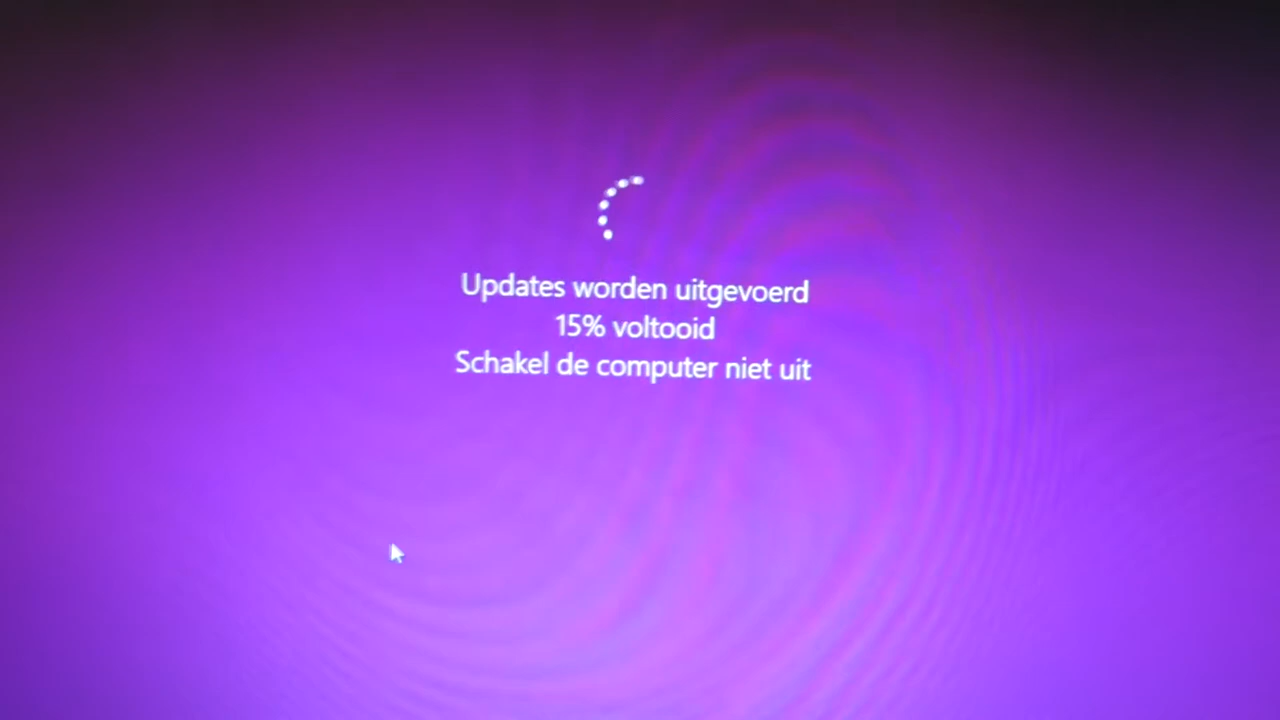 Updates worden uitgevoerd
15% voltooid
Schakel de computer niet uit